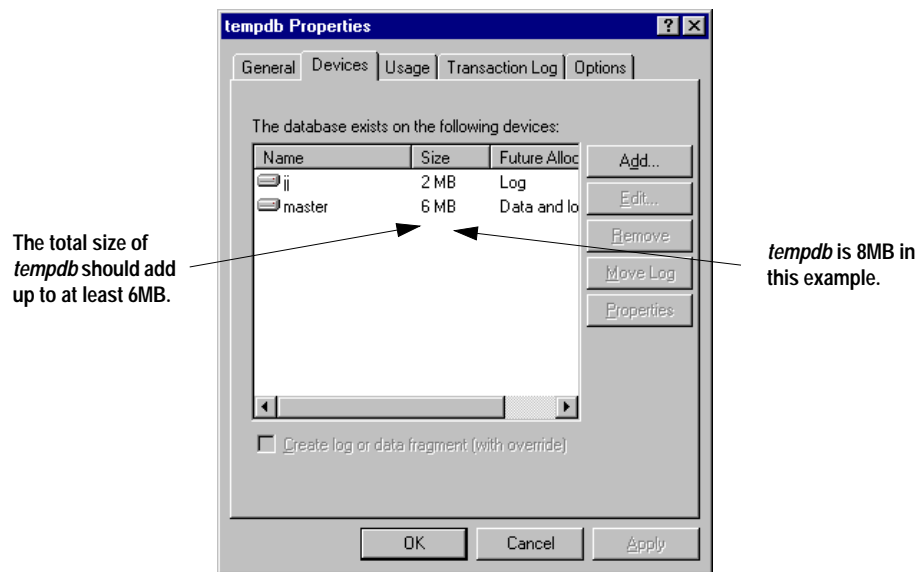 tempdb Properties
General Devices Usage Transaction Log Options
The database exists on the following devices:
Name Size Future Alloc
jj 2 MB Log
master 6 MB Data and lo
Add...
Edit...
Remove
Move Log
Properties
The total size of
tempdb should add
up to at least 6MB.
tempdb is 8MB in
this example.
Create log or data fragment (with override)
OK Cancel Apply